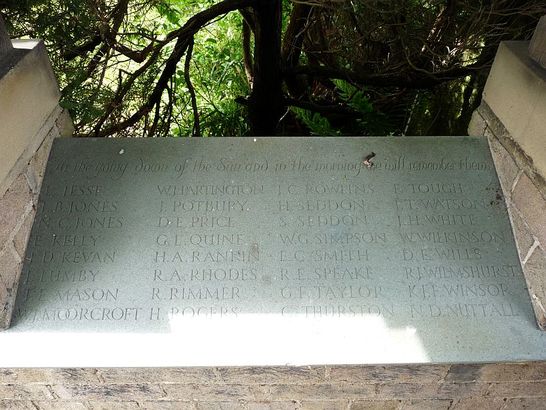 At the going down of the Sun and in the morning we will remember them.
JESSE W. HARTINGTON J. C. ROWLINS E. TOUGH
B. JONES J. POTBURY H. SEDDON J. T. WATSON
C. JONES D. E. PRICE S. SEDDON J. H. WHITE
KELLY G. L. QUINE W. G. SIMPSON W. WILKINSON
D. KEVAN H. A. RANKIN E. C. SMITH D. E. WILLS
LUMBY R. A. RHODES R. E. SPEAKE R. J. WILMSHURST
MASON R. RIMMER G. F. TAYLOR K. J. F. WINSOR
MOORCROFT H. ROGERS C. THURSTON N. D. NUTTALL